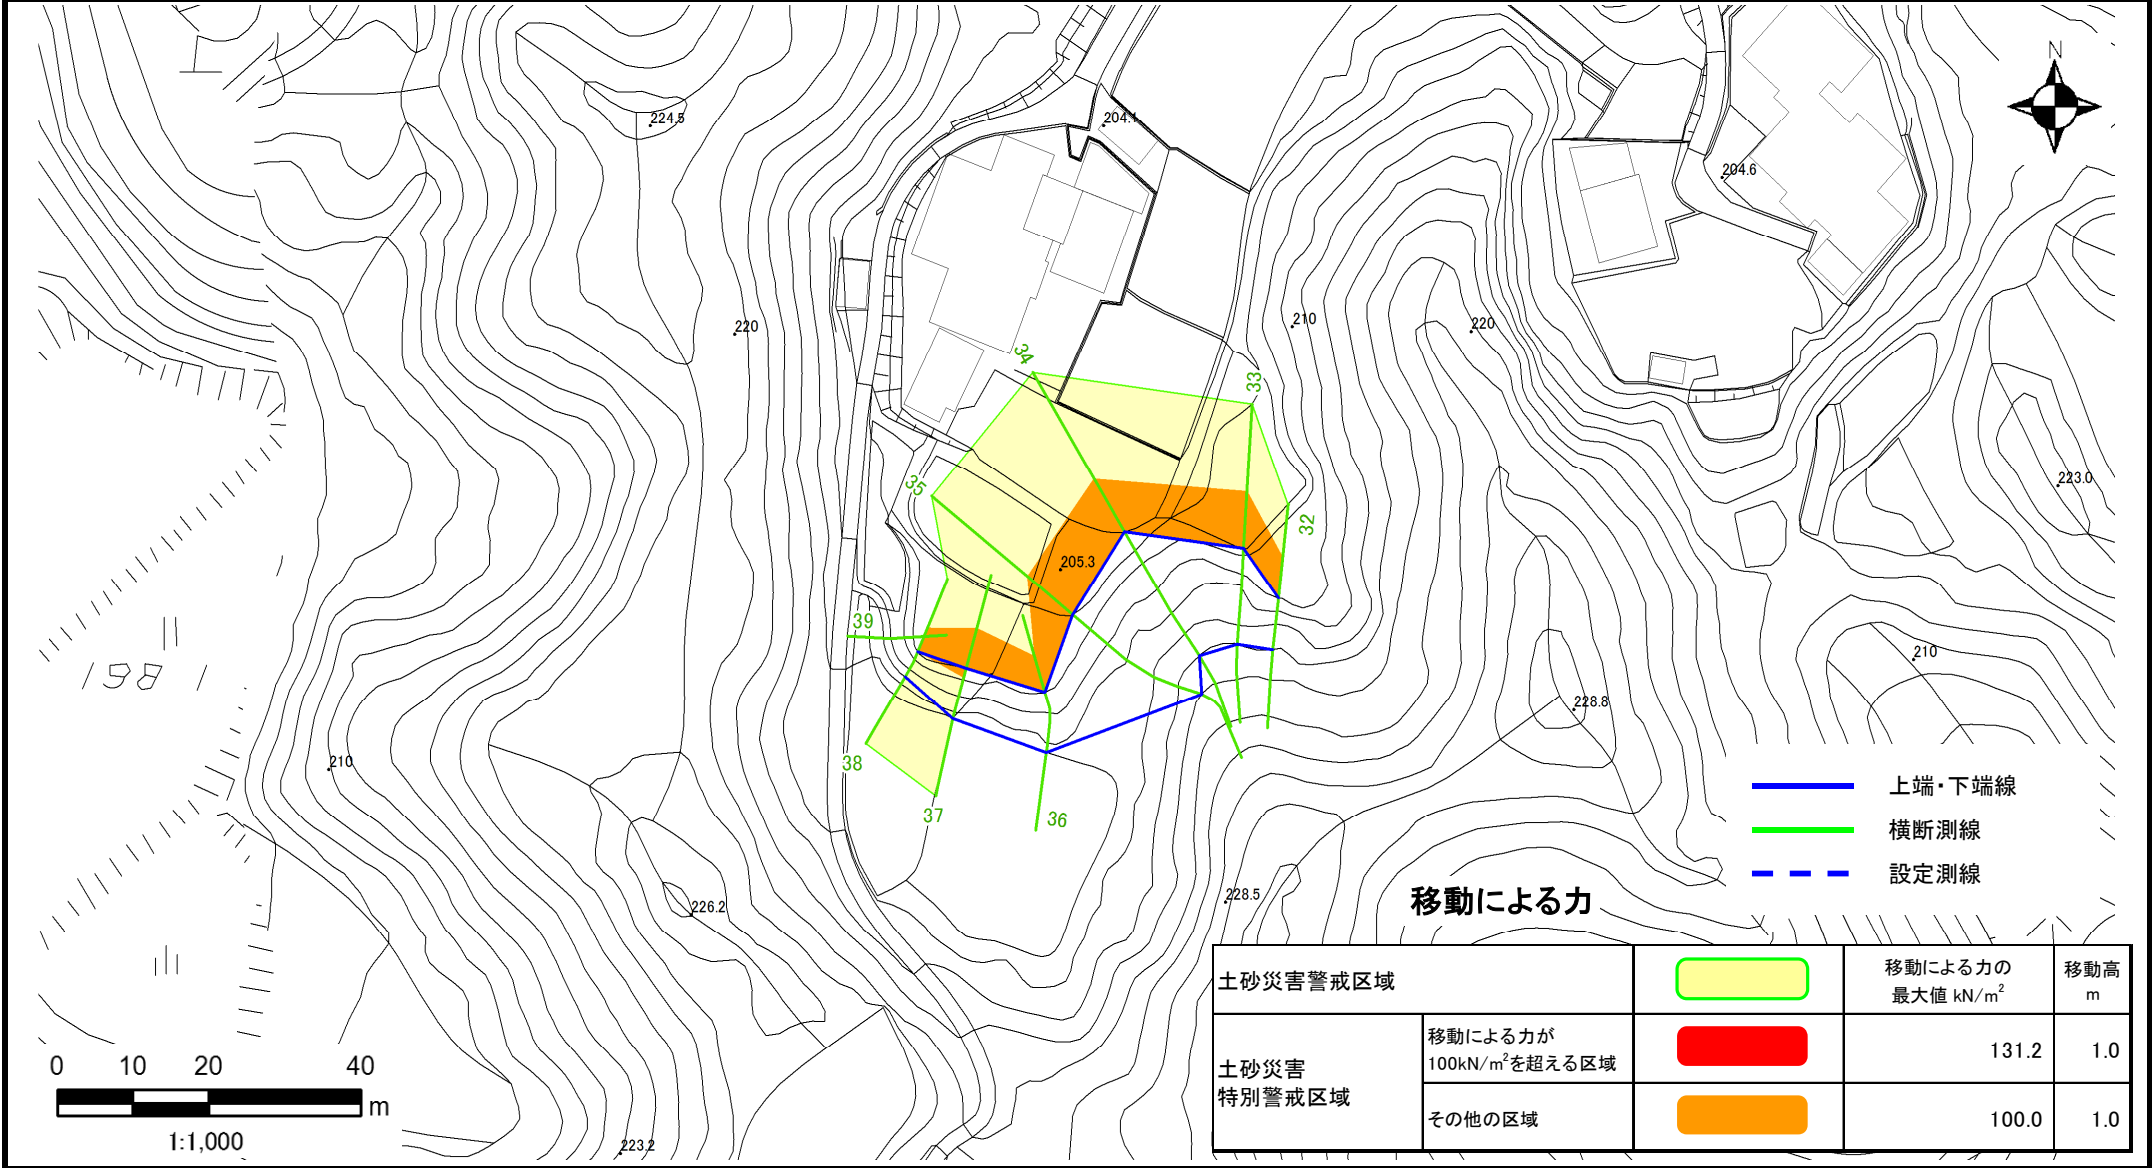 N
224.5
204.1
204.6
220
210
220
34
33
35
32
223.0
205.3
39
210
228.8
38
37
36
210
226.2
228.5
223.2
上端・下端線
横断測線
設定測線
移動による力
土砂災害警戒区域
移動による力の
最大値 kN/m²
移動高
m
土砂災害
特別警戒区域
移動による力が
100kN/m²を超える区域
131.2
1.0
その他の区域
100.0
1.0
0 10 20 40
m
1:1,000